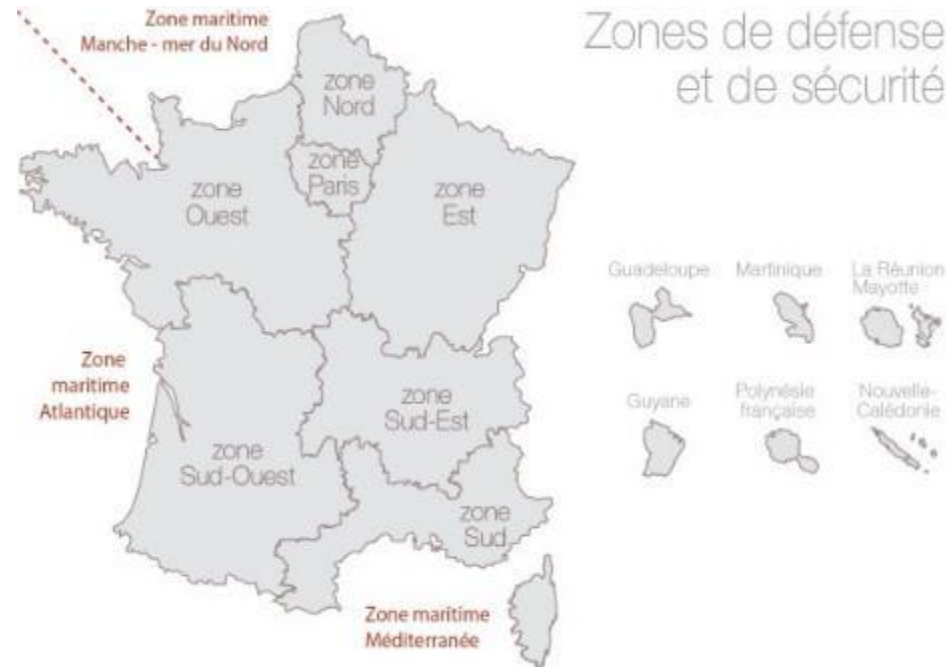 Zone maritime
Manche - mer du Nord
Zones de défense
et de sécurité
zone
Nord
zone
Paris
zone
Ouest
zone
Est
Guadeloupe
Martinique
La Réunion
Mayotte
Zone
maritime
Atlantique
zone
Sud-Est
Guyane
Polynésie
française
Nouvelle-
Calédonie
zone
Sud-Ouest
zone
Sud
Zone maritime
Méditerranée